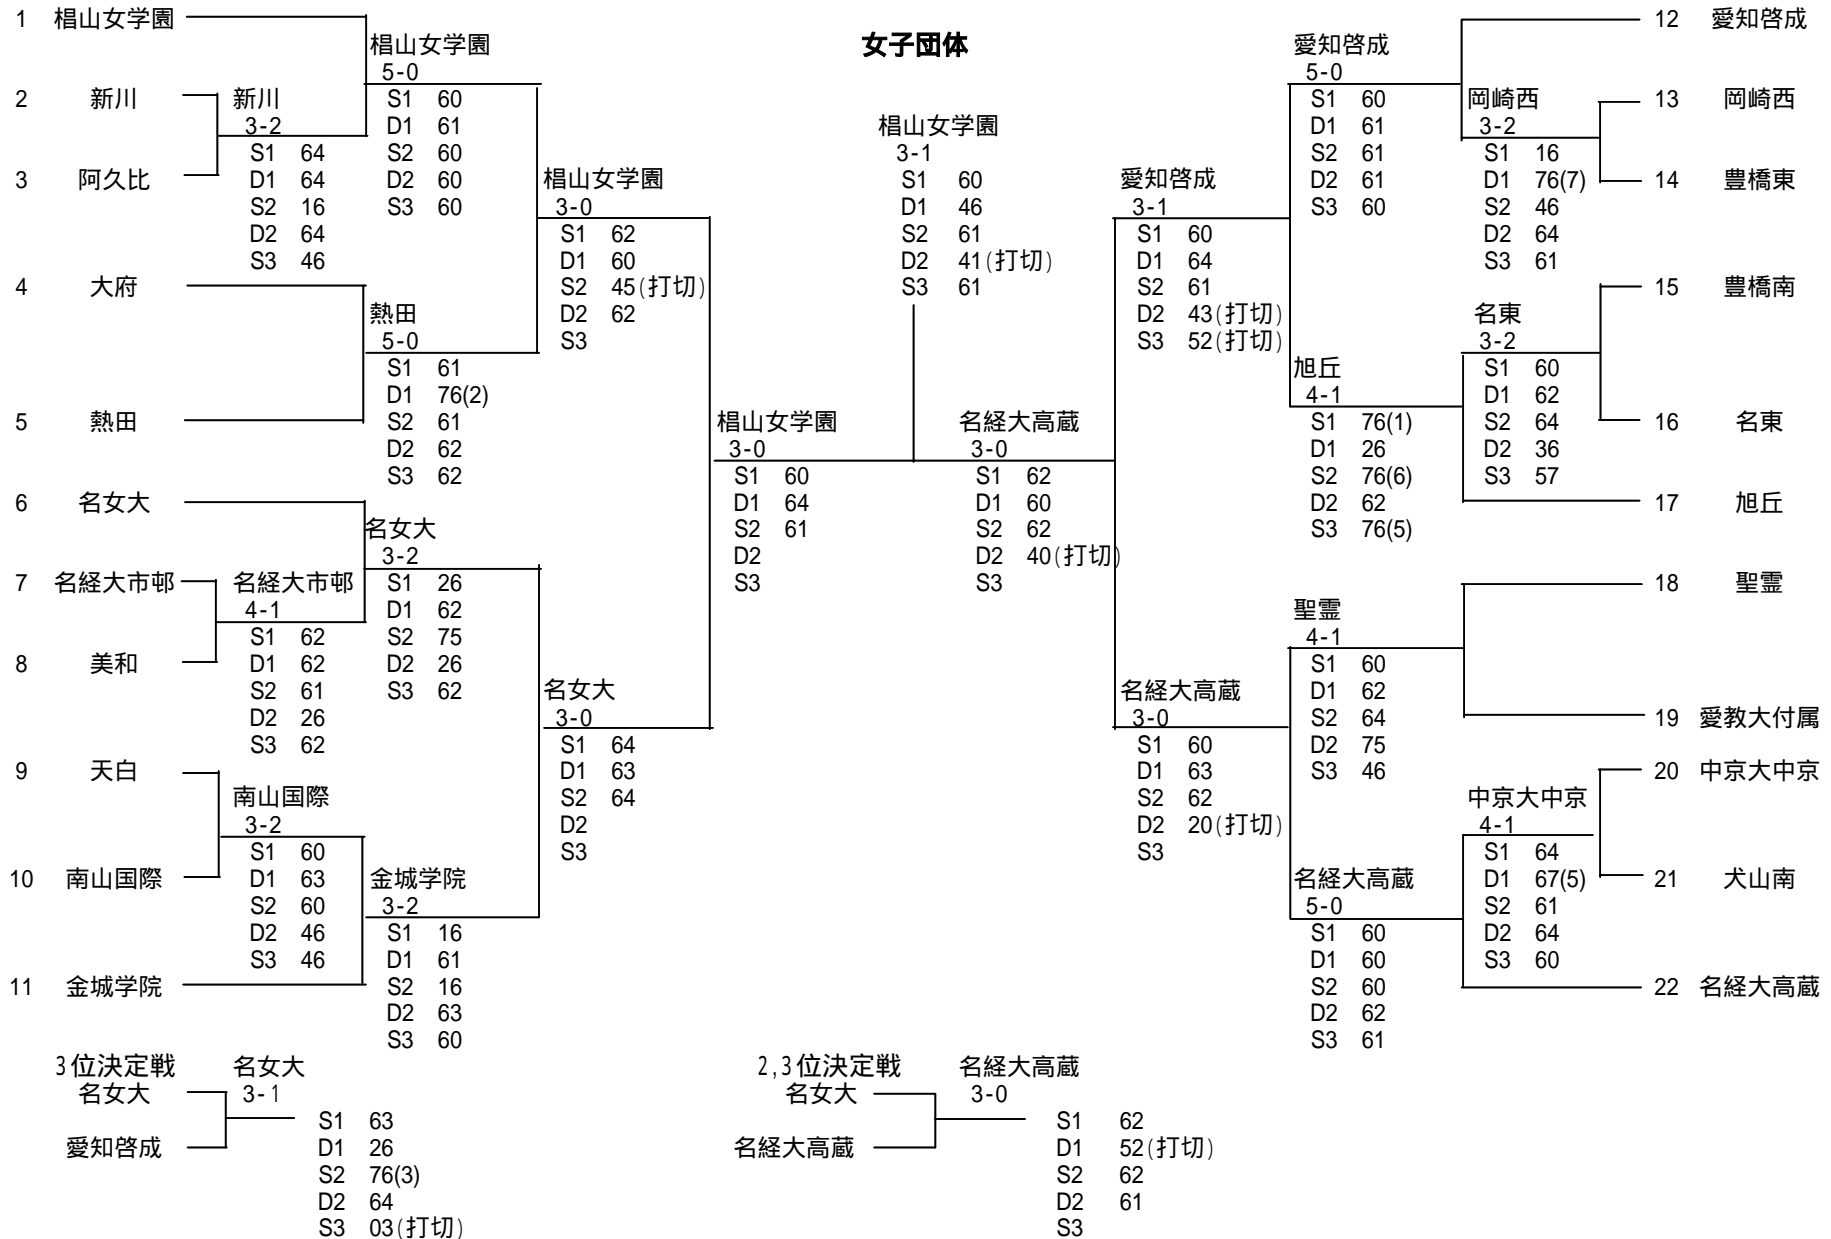 女子団体
1 椙山女学園
2 新川
3 阿久比
4 大府
5 熱田
6 名女大
7 名経大市邨
8 美和
9 天白
10 南山国際
11 金城学院
新川
3-2
S1 64
D1 64
S2 16
D2 64
S3 46
名経大市邨
4-1
S1 62
D1 62
S2 61
D2 26
S3 62
南山国際
3-2
S1 60
D1 63
S2 60
D2 46
S3 46
椙山女学園
5-0
S1 60
D1 61
S2 60
D2 60
S3 60
熱田
5-0
S1 61
D1 76(2)
S2 61
D2 62
S3 62
名女大
3-2
S1 26
D1 62
S2 75
D2 26
S3 62
金城学院
3-2
S1 16
D1 61
S2 16
D2 63
S3 60
椙山女学園
3-0
S1 62
D1 60
S2 45(打切)
D2 62
S3
名女大
3-0
S1 64
D1 63
S2 64
D2
S3
椙山女学園
3-0
S1 60
D1 64
S2 61
D2
S3
椙山女学園
3-1
S1 60
D1 46
S2 61
D2 41(打切)
S3 61
名経大高蔵
3-0
S1 62
D1 60
S2 62
D2 40(打切)
S3
愛知啓成
3-1
S1 60
D1 64
S2 61
D2 43(打切)
S3 52(打切)
名経大高蔵
3-0
S1 60
D1 63
S2 62
D2 20(打切)
S3
愛知啓成
5-0
S1 60
D1 61
S2 61
D2 61
S3 60
旭丘
4-1
S1 76(1)
D1 26
S2 76(6)
D2 62
S3 76(5)
聖霊
4-1
S1 60
D1 62
S2 64
D2 75
S3 46
名経大高蔵
5-0
S1 60
D1 60
S2 60
D2 62
S3 61
岡崎西
3-2
S1 16
D1 76(7)
S2 46
D2 64
S3 61
名東
3-2
S1 60
D1 62
S2 64
D2 36
S3 57
中京大中京
4-1
S1 64
D1 67(5)
S2 61
D2 64
S3 60
12 愛知啓成
13 岡崎西
14 豊橋東
15 豊橋南
16 名東
17 旭丘
18 聖霊
19 愛教大付属
20 中京大中京
21 犬山南
22 名経大高蔵
3位決定戦
名女大
愛知啓成
名女大
3-1
S1 63
D1 26
S2 76(3)
D2 64
S3 03(打切)
2,3位決定戦
名女大
名経大高蔵
名経大高蔵
3-0
S1 62
D1 52(打切)
S2 62
D2 61
S3